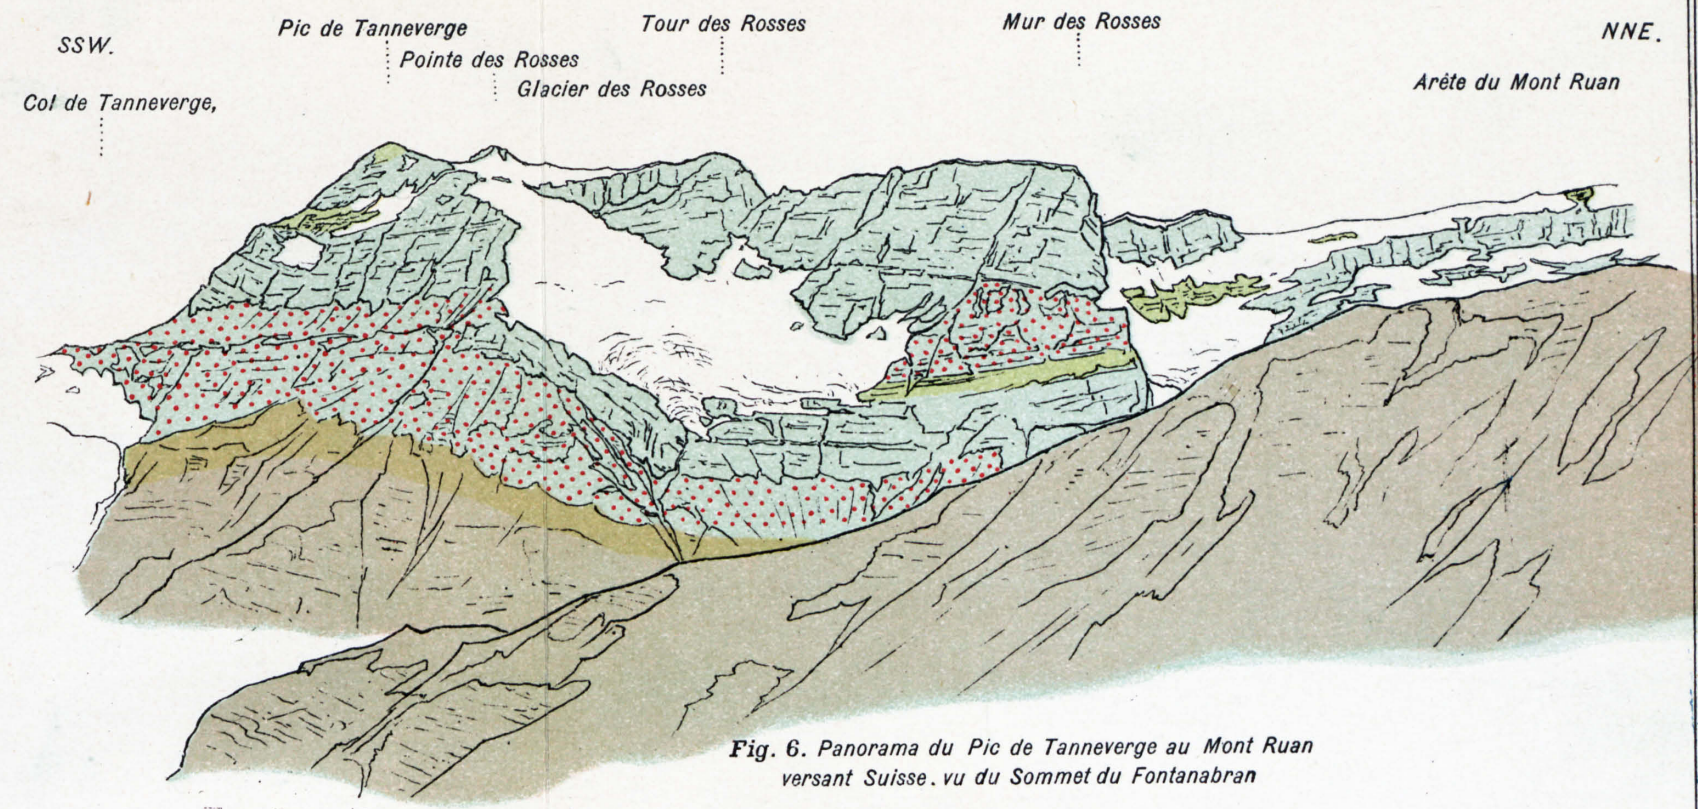 SSW.
Pic de Tanneverge
Tour des Rosses
Mur des Rosses
NNE.
Pointe des Rosses
Glacier des Rosses
Arête du Mont Ruan
Col de Tanneverge,
Fig. 6. Panorama du Pic de Tanneverge au Mont Ruan
versant Suisse. vu du Sommet du Fontanabran